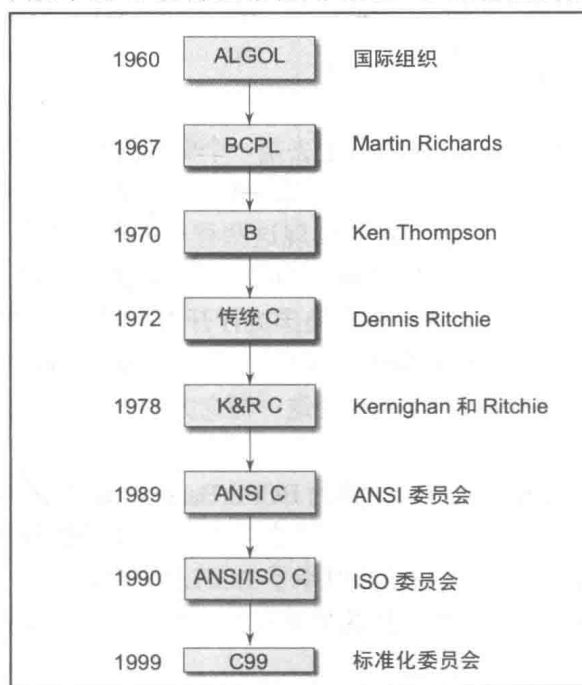 1960 ALGOL 国际组织
1967 BCPL Martin Richards
1970 B Ken Thompson
1972 传统 C Dennis Ritchie
1978 K&R C Kernighan 和 Ritchie
1989 ANSI C ANSI 委员会
1990 ANSI/ISO C ISO 委员会
1999 C99 标准化委员会